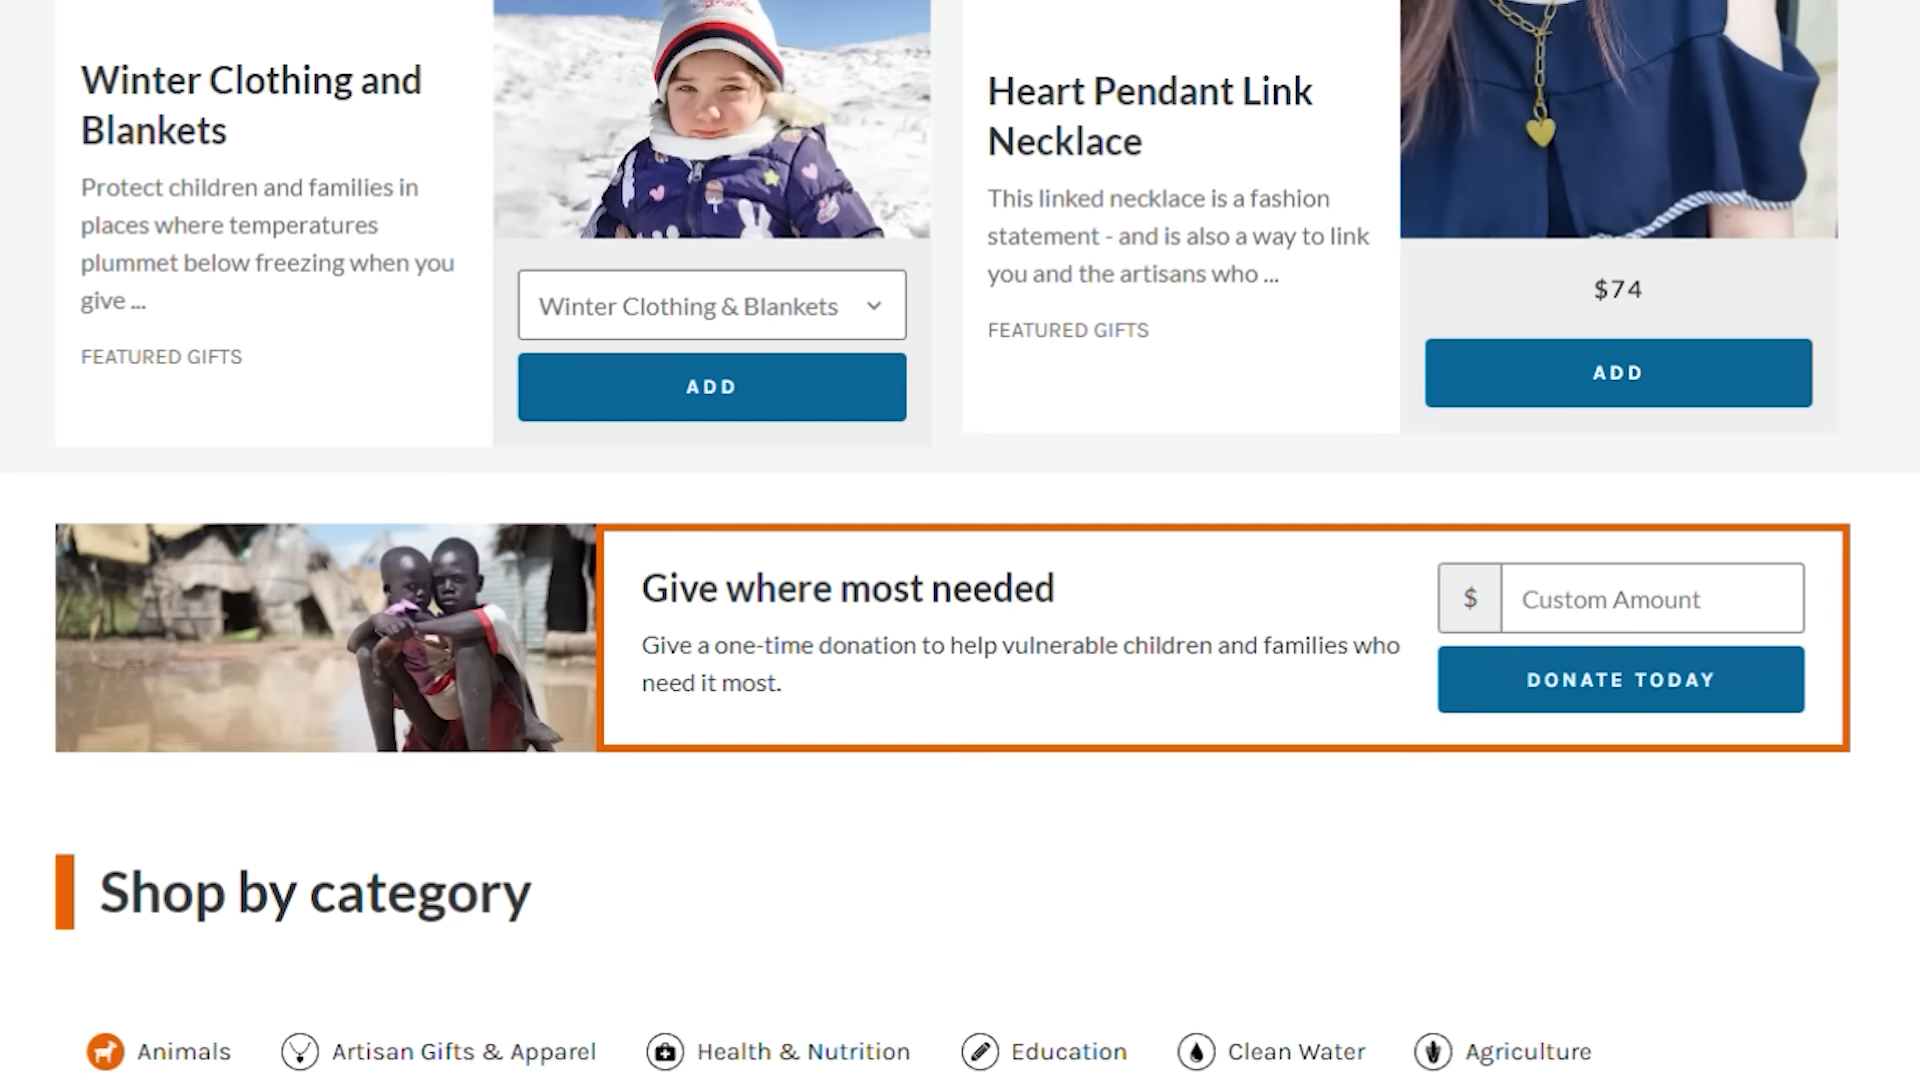 Winter Clothing and
Blankets
Protect children and families in
places where temperatures
plummet below freezing when you
give ...
FEATURED GIFTS
Winter Clothing & Blankets
ADD
Heart Pendant Link
Necklace
This linked necklace is a fashion
statement - and is also a way to link
you and the artisans who ...
FEATURED GIFTS
$74
ADD
Give where most needed
Give a one-time donation to help vulnerable children and families who
need it most.
$ Custom Amount
DONATE TODAY
Shop by category
Animals Artisan Gifts & Apparel Health & Nutrition Education Clean Water Agriculture